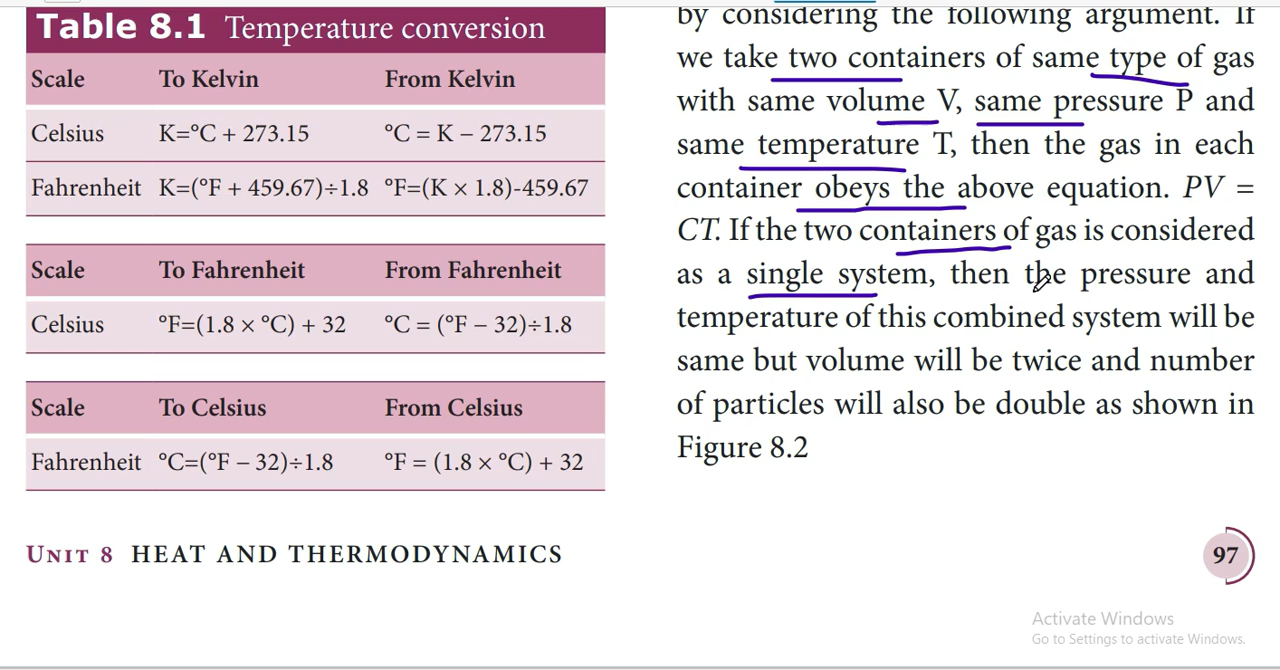 Table 8.1 Temperature conversion
Scale To Kelvin From Kelvin
Celsius K=°C + 273.15 °C = K − 273.15
Fahrenheit K=(°F + 459.67)÷1.8 °F=(K × 1.8)-459.67
Scale To Fahrenheit From Fahrenheit
Celsius °F=(1.8 × °C) + 32 °C = (°F − 32)÷1.8
Scale To Celsius From Celsius
Fahrenheit °C=(°F − 32)÷1.8 °F = (1.8 × °C) + 32
by considering the following argument. If
we take two containers of same type of gas
with same volume V, same pressure P and
same temperature T, then the gas in each
container obeys the above equation. PV =
CT. If the two containers of gas is considered
as a single system, then the pressure and
temperature of this combined system will be
same but volume will be twice and number
of particles will also be double as shown in
Figure 8.2
UNIT 8 HEAT AND THERMODYNAMICS
97
Activate Windows
Go to Settings to activate Windows.